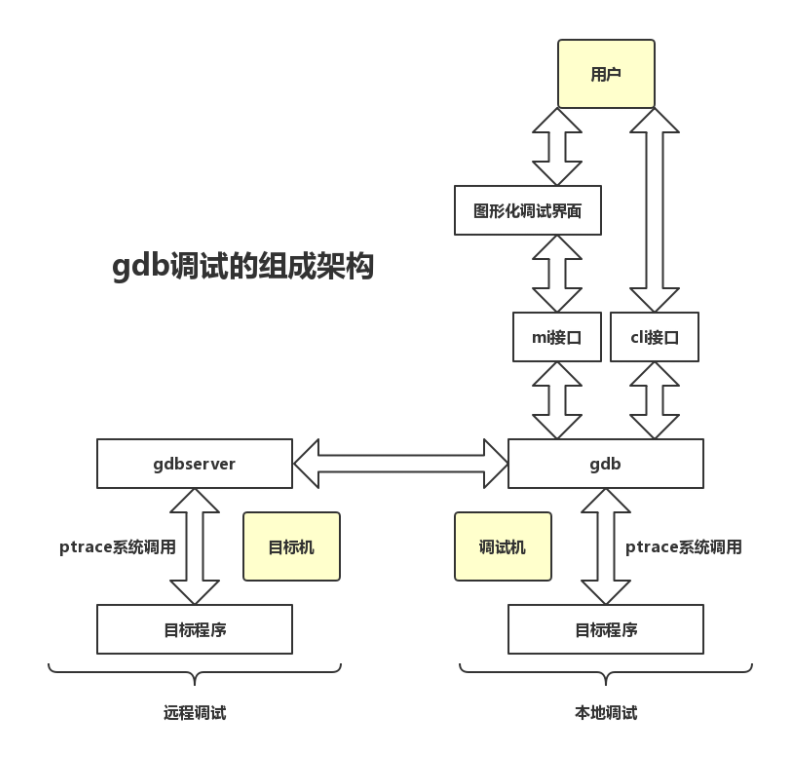 用户
图形化调试界面
gdb调试的组成架构
mi接口
cli接口
gdbserver
gdb
ptrace系统调用
目标机
调试机
ptrace系统调用
目标程序
目标程序
远程调试
本地调试